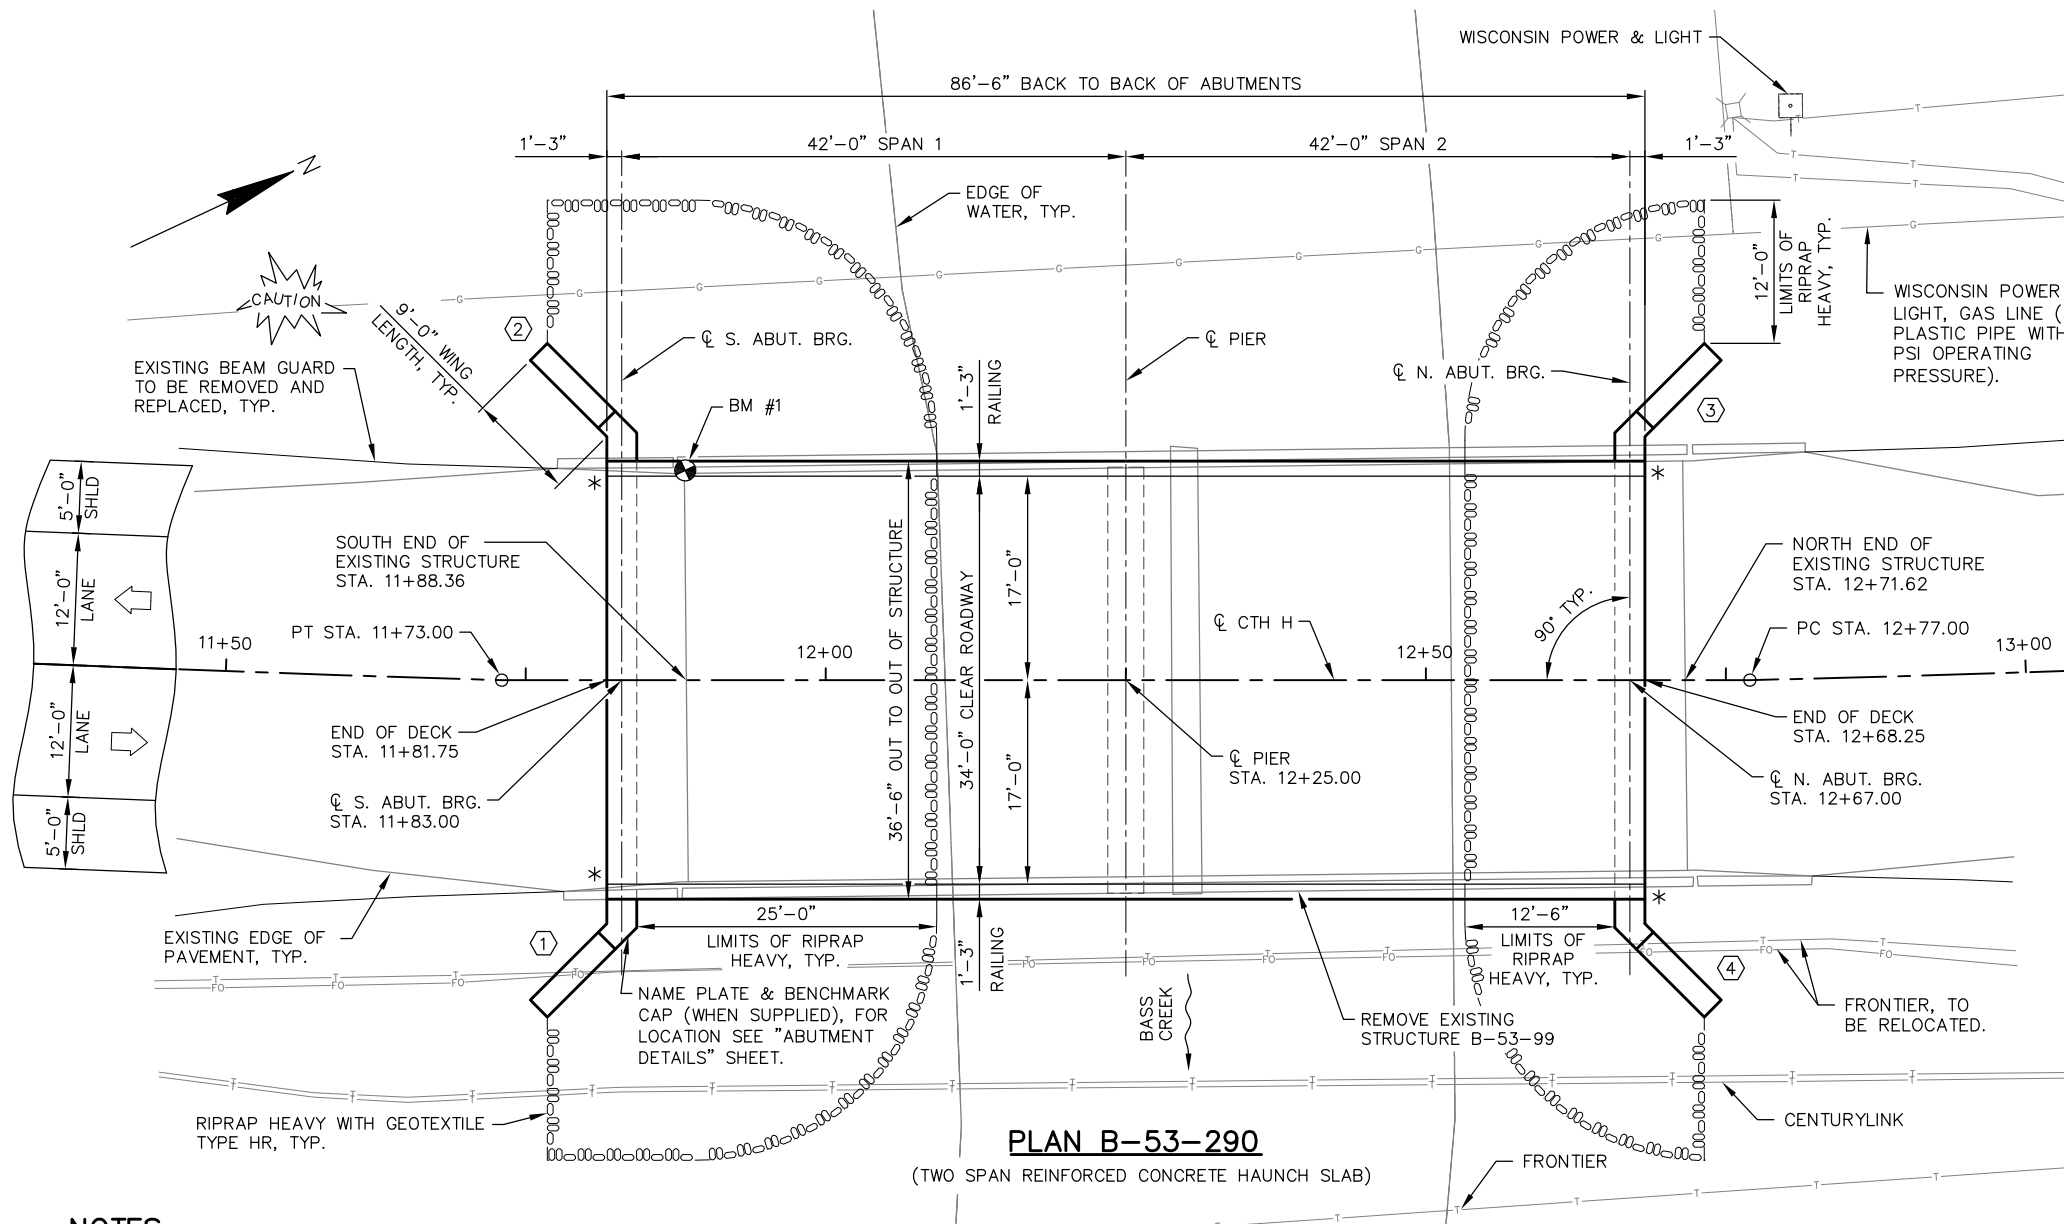 WISCONSIN POWER & LIGHT
86'-6" BACK TO BACK OF ABUTMENTS
1'-3"
42'-0" SPAN 1
42'-0" SPAN 2
1'-3"
N
EDGE OF
WATER, TYP.
12'-0"
LIMITS OF
RIPRAP
HEAVY, TYP.
CAUTION
9'-0" WING
LENGTH, TYP.
2
℄ S. ABUT. BRG.
℄ PIER
℄ N. ABUT. BRG.
WISCONSIN POWER
LIGHT, GAS LINE (
PLASTIC PIPE WITH
PSI OPERATING
PRESSURE).
EXISTING BEAM GUARD
TO BE REMOVED AND
REPLACED, TYP.
BM #1
1'-3"
RAILING
3
5'-0"
SHLD
12'-0"
LANE
12'-0"
LANE
5'-0"
SHLD
SOUTH END OF
EXISTING STRUCTURE
STA. 11+88.36
PT STA. 11+73.00
11+50
12+00
12+50
13+00
36'-6" OUT TO OUT OF STRUCTURE
34'-0" CLEAR ROADWAY
17'-0"
17'-0"
℄ CTH H
90° TYP.
NORTH END OF
EXISTING STRUCTURE
STA. 12+71.62
PC STA. 12+77.00
END OF DECK
STA. 11+81.75
℄ S. ABUT. BRG.
STA. 11+83.00
℄ PIER
STA. 12+25.00
END OF DECK
STA. 12+68.25
℄ N. ABUT. BRG.
STA. 12+67.00
*
*
*
*
EXISTING EDGE OF
PAVEMENT, TYP.
1
25'-0"
LIMITS OF RIPRAP
HEAVY, TYP.
1'-3"
RAILING
12'-6"
LIMITS OF
RIPRAP
HEAVY, TYP.
4
NAME PLATE & BENCHMARK
CAP (WHEN SUPPLIED), FOR
LOCATION SEE "ABUTMENT
DETAILS" SHEET.
BASS
CREEK
REMOVE EXISTING
STRUCTURE B-53-99
FRONTIER, TO
BE RELOCATED.
RIPRAP HEAVY WITH GEOTEXTILE
TYPE HR, TYP.
CENTURYLINK
PLAN B-53-290
(TWO SPAN REINFORCED CONCRETE HAUNCH SLAB)
FRONTIER
NOTES